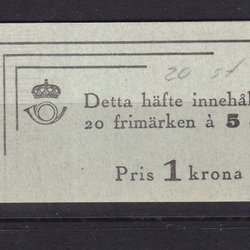 20 st
Detta häfte innehål
20 frimärken à 5
Pris 1 krona